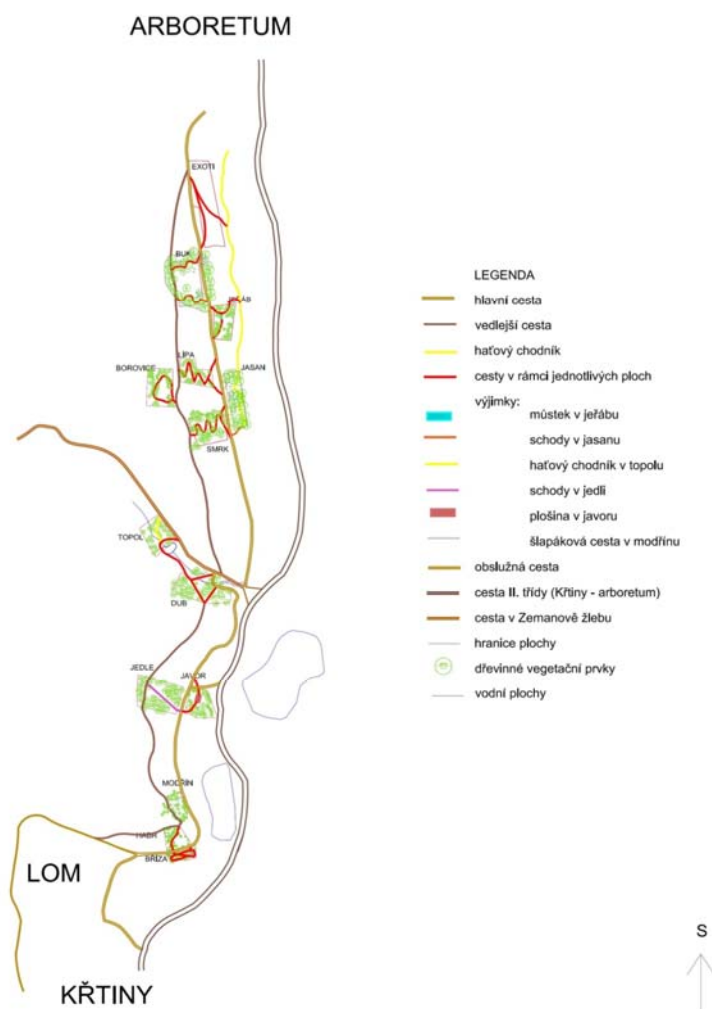 ARBORETUM
EXOTI
BUK
JEŘÁB
LÍPA
BOROVICE
JASAN
SMRK
TOPOL
DUB
JEDLE
JAVOR
MODŘÍN
HABR
BŘÍZA
LOM
KŘTINY
LEGENDA
hlavní cesta
vedlejší cesta
haťový chodník
cesty v rámci jednotlivých ploch
výjimky:
můstek v jeřábu
schody v jasanu
haťový chodník v topolu
schody v jedli
plošina v javoru
šlapáková cesta v modřínu
obslužná cesta
cesta II. třídy (Křtiny - arboretum)
cesta v Zemanově žlebu
hranice plochy
dřevinné vegetační prvky
vodní plochy
S